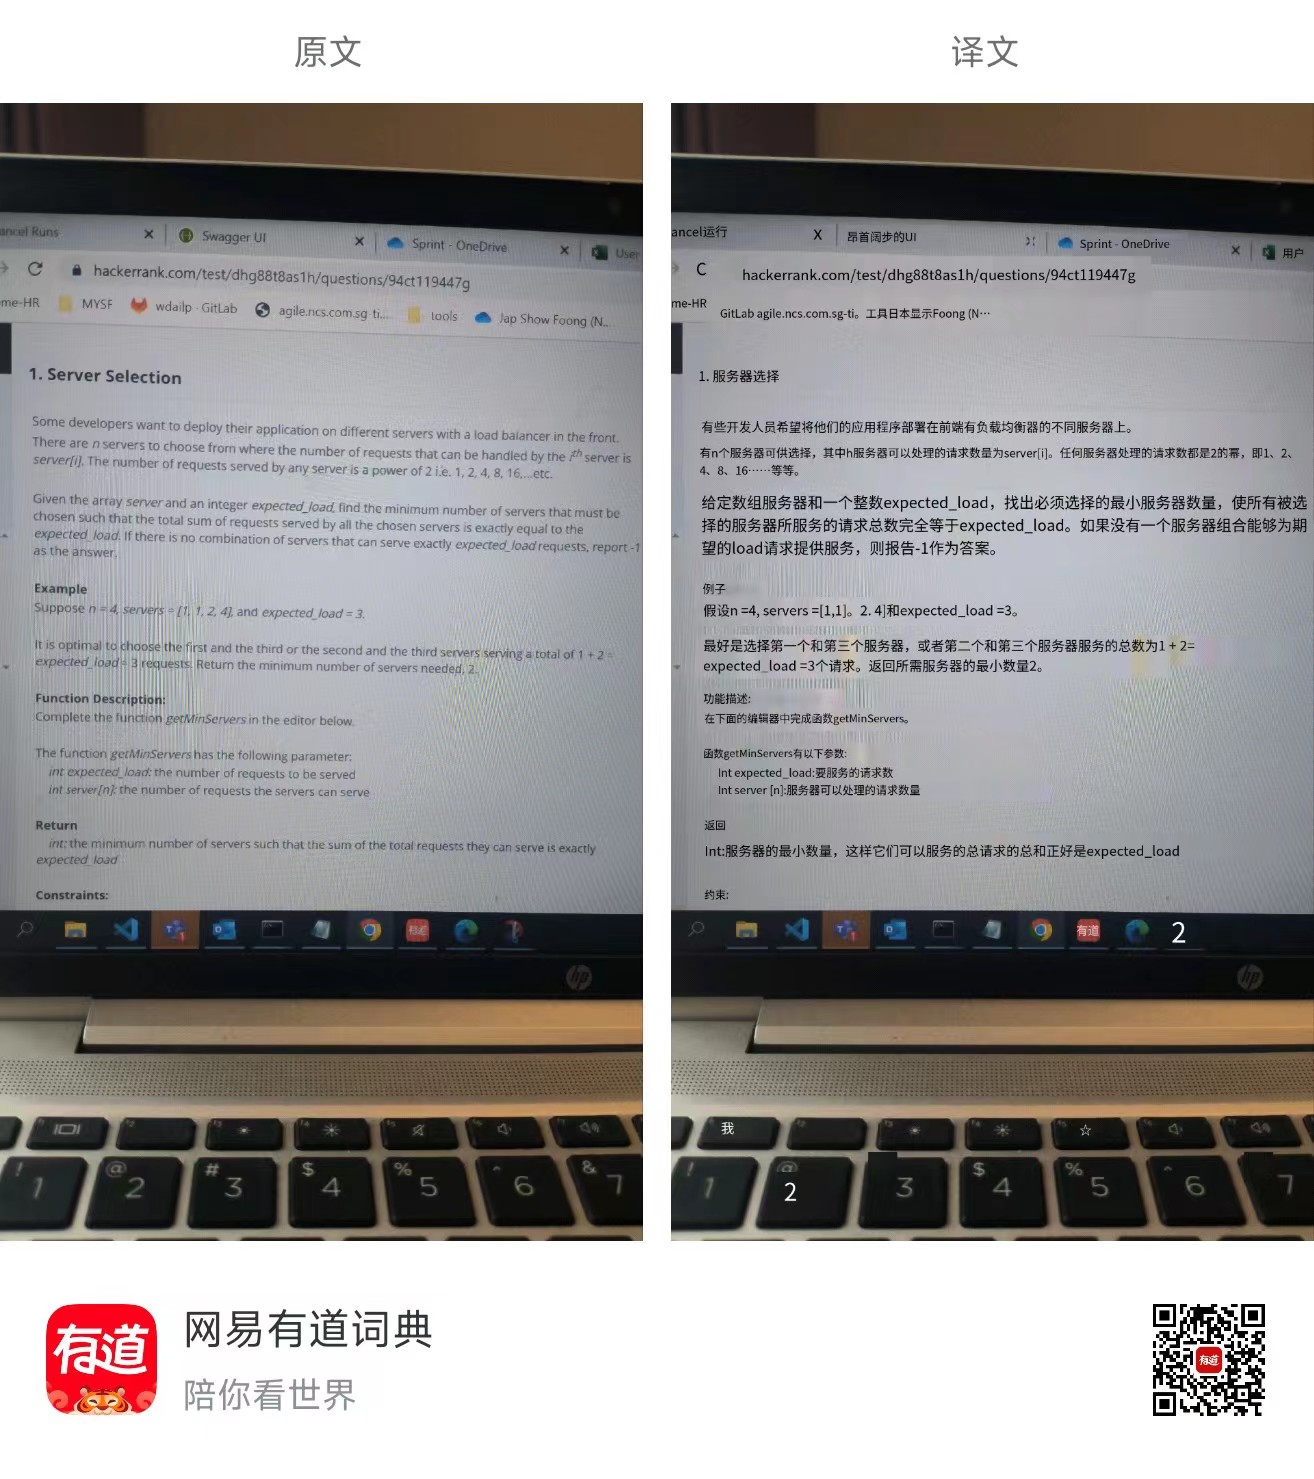 原文
译文
ancel Runs
Swagger UI
Sprint - OneDrive
User
hackerrank.com/test/dhg88t8as1h/questions/94ct119447g
me-HR
MYSF
wdailp - GitLab
agile.ncs.com.sg ti...
tools
Jap Show Foong (N...
1. Server Selection
Some developers want to deploy their application on different servers with a load balancer in the front.
There are n servers to choose from where the number of requests that can be handled by the ith server is
server[i]. The number of requests served by any server is a power of 2 i.e. 1, 2, 4, 8, 16,...etc.
Given the array server and an integer expected_load, find the minimum number of servers that must be
chosen such that the total sum of requests served by all the chosen servers is exactly equal to the
expected_load. If there is no combination of servers that can serve exactly expected_load requests, report -1
as the answer.
Example
Suppose n = 4, servers = [1, 1, 2, 4], and expected_load = 3.
It is optimal to choose the first and the third or the second and the third servers serving a total of 1 + 2 =
expected_load = 3 requests. Return the minimum number of servers needed, 2.
Function Description:
Complete the function getMinServers in the editor below.
The function getMinServers has the following parameter:
int expected_load: the number of requests to be served
int server[n]: the number of requests the servers can serve
Return
int: the minimum number of servers such that the sum of the total requests they can serve is exactly
expected_load
Constraints:
hp
! 1
@ 2
# 3
$ 4
% 5
^ 6
& 7
ancel运行
X
昂首阔步的UI
Sprint - OneDrive
用户
C
hackerrank.com/test/dhg88t8as1h/questions/94ct119447g
me-HR
GitLab agile.ncs.com.sg-ti。工具日本显示Foong (N…
1. 服务器选择
有些开发人员希望将他们的应用程序部署在前端有负载均衡器的不同服务器上。
有n个服务器可供选择，其中h服务器可以处理的请求数量为server[i]。任何服务器处理的请求数都是2的幂，即1、2、
4、8、16……等等。
给定数组服务器和一个整数expected_load，找出必须选择的最小服务器数量，使所有被选
择的服务器所服务的请求总数完全等于expected_load。如果没有一个服务器组合能够为期
望的load请求提供服务，则报告-1作为答案。
例子
假设n =4, servers =[1,1]。2. 4]和expected_load =3。
最好是选择第一个和第三个服务器，或者第二个和第三个服务器服务的总数为1 + 2=
expected_load =3个请求。返回所需服务器的最小数量2。
功能描述:
在下面的编辑器中完成函数getMinServers。
函数getMinServers有以下参数:
Int expected_load:要服务的请求数
Int server [n]:服务器可以处理的请求数量
返回
Int:服务器的最小数量，这样它们可以服务的总请求的总和正好是expected_load
约束:
有道
2
hp
我
☆
! 1
@ 2
3
$ 4
% 5
^ 6
7
有道
网易有道词典
陪你看世界
有道